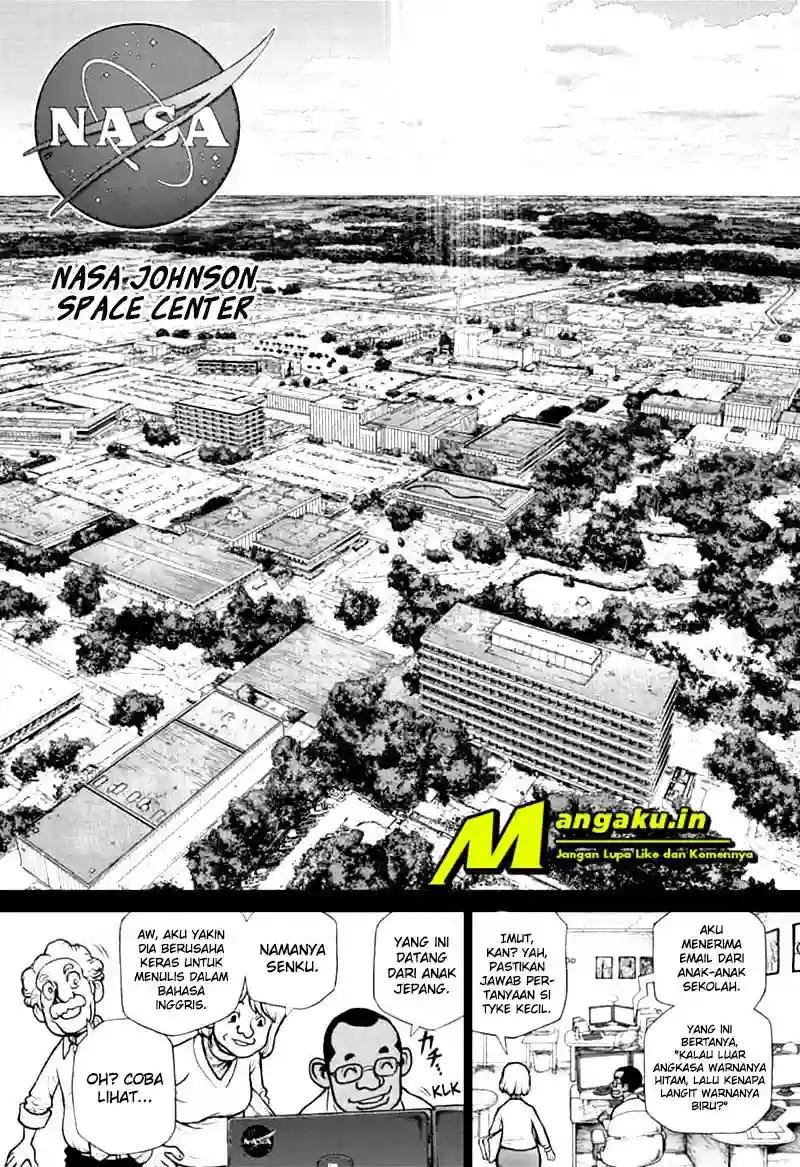 NASA
NASA JOHNSON
SPACE CENTER
Mangaku.in
Jangan Lupa Like dan Komennya
AKU
MENERIMA
EMAIL DARI
ANAK-ANAK
SEKOLAH.
YANG INI
BERTANYA,
"KALAU LUAR
ANGKASA WARNANYA
HITAM, LALU KENAPA
LANGIT WARNANYA
BIRU?"
IMUT,
KAN? YAH,
PASTIKAN
JAWAB PER-
TANYAAN SI
TYKE KECIL.
YANG INI
DATANG
DARI ANAK
JEPANG.
カチ…
KLK
NAMANYA
SENKU.
AW, AKU YAKIN
DIA BERUSAHA
KERAS UNTUK
MENULIS DALAM
BAHASA
INGGRIS.
OH? COBA
LIHAT...
NASA